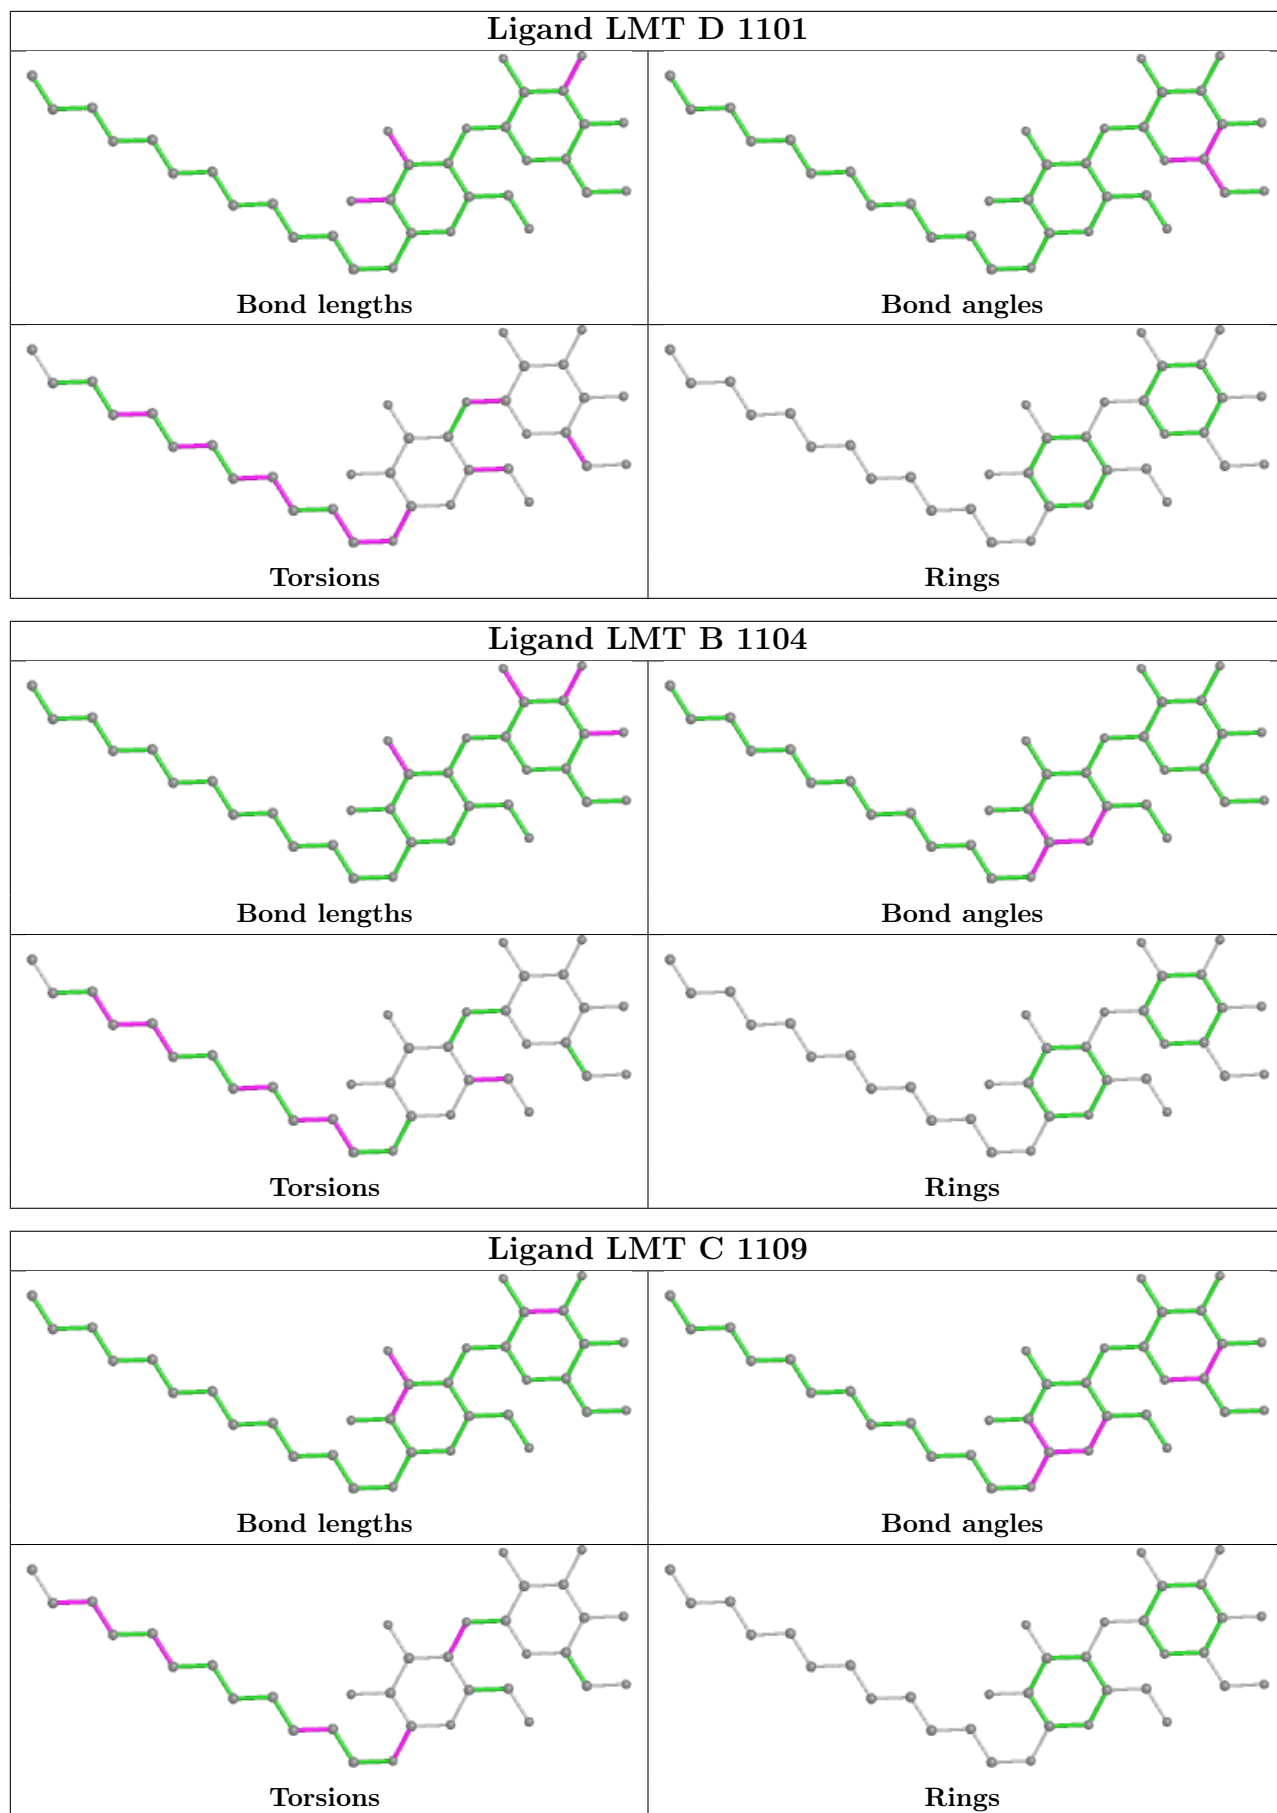 Ligand LMT D 1101
Bond lengths
Bond angles
Torsions
Rings
Ligand LMT B 1104
Bond lengths
Bond angles
Torsions
Rings
Ligand LMT C 1109
Bond lengths
Bond angles
Torsions
Rings